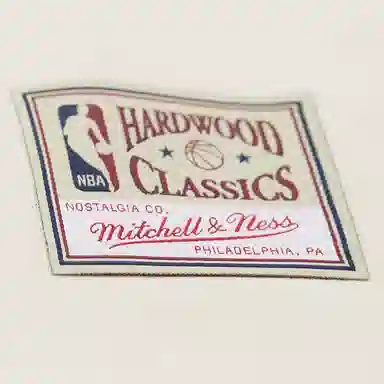 HARDWOOD
NBA
CLASSICS
NOSTALGIA CO.
Mitchell & Ness
PHILADELPHIA, PA